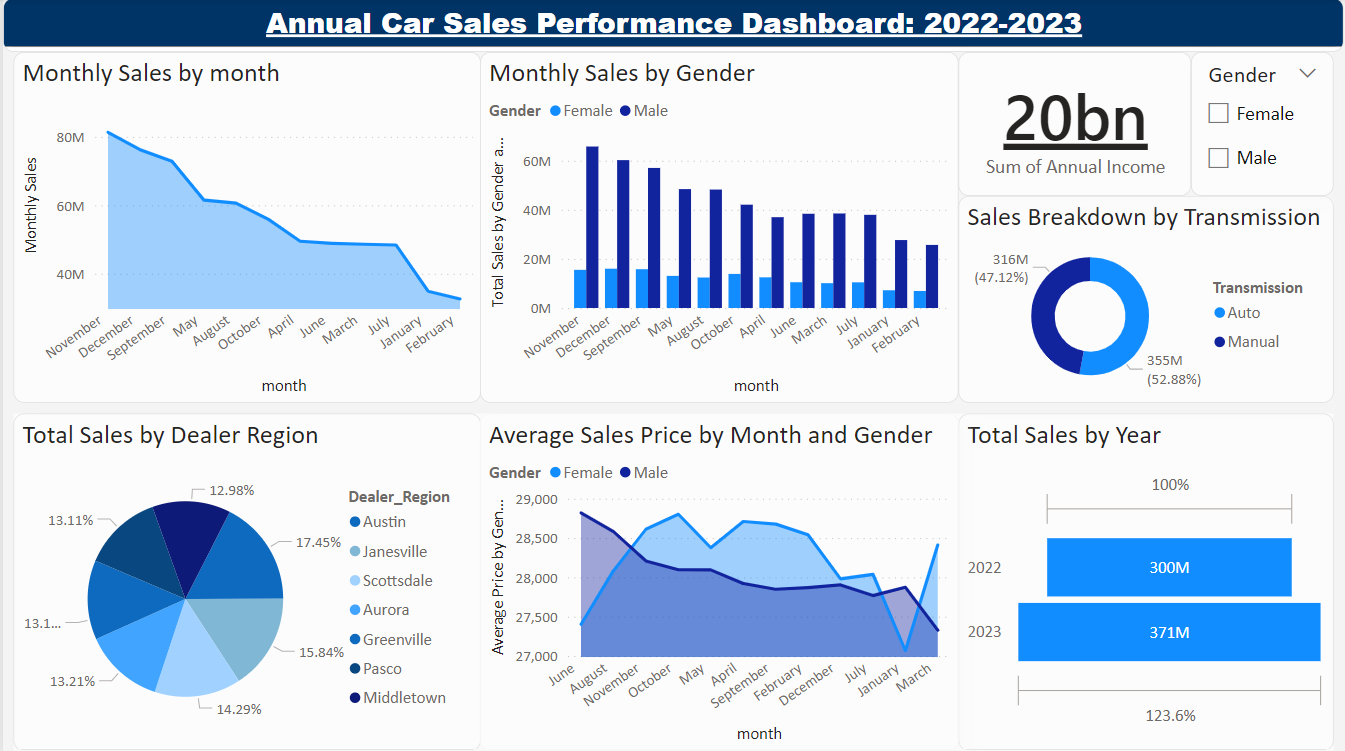 Annual Car Sales Performance Dashboard: 2022-2023
Monthly Sales by month
Monthly Sales
80M
60M
40M
November
December
September
May
August
October
April
June
March
July
January
February
month
Monthly Sales by Gender
Gender Female Male
Total Sales by Gender a...
60M
40M
20M
0M
November
December
September
May
August
October
April
June
March
July
January
February
month
20bn
Sum of Annual Income
Gender
Female
Male
Sales Breakdown by Transmission
316M
(47.12%)
355M
(52.88%)
Transmission
Auto
Manual
Total Sales by Dealer Region
12.98%
13.11%
17.45%
13.1...
15.84%
13.21%
14.29%
Dealer_Region
Austin
Janesville
Scottsdale
Aurora
Greenville
Pasco
Middletown
Average Sales Price by Month and Gender
Gender Female Male
Average Price by Gen...
29,000
28,500
28,000
27,500
27,000
June
August
November
October
May
April
September
February
December
July
January
March
month
Total Sales by Year
100%
2022
300M
2023
371M
123.6%